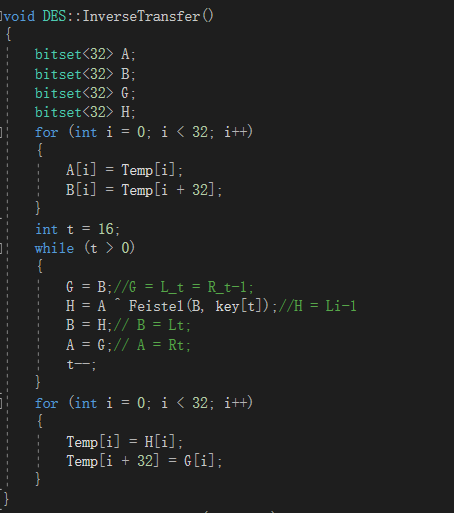 void DES::InverseTransfer()
{
bitset<32> A;
bitset<32> B;
bitset<32> G;
bitset<32> H;
for (int i = 0; i < 32; i++)
{
A[i] = Temp[i];
B[i] = Temp[i + 32];
}
int t = 16;
while (t > 0)
{
G = B;//G = L_t = R_t-1;
H = A ^ Feistel(B, key[t]);//H = Li-1
B = H;// B = Lt;
A = G;// A = Rt;
t--;
}
for (int i = 0; i < 32; i++)
{
Temp[i] = H[i];
Temp[i + 32] = G[i];
}
}